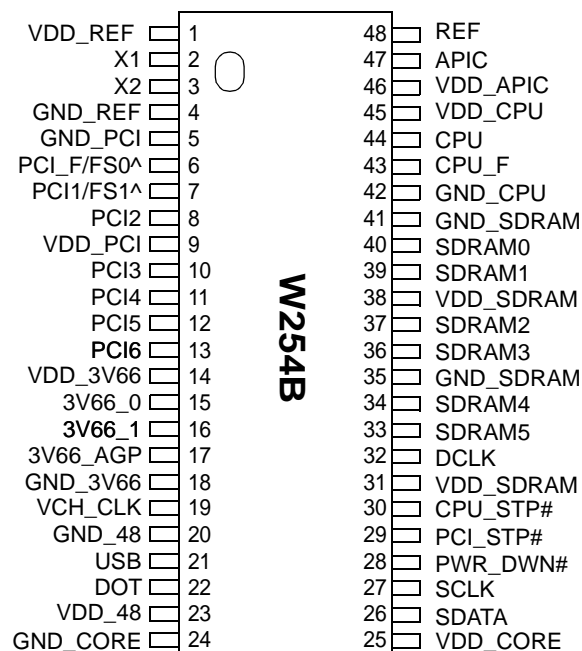 VDD_REF 1 48 REF
X1 2 47 APIC
X2 3 46 VDD_APIC
GND_REF 4 45 VDD_CPU
GND_PCI 5 44 CPU
PCI_F/FS0^ 6 43 CPU_F
PCI1/FS1^ 7 42 GND_CPU
PCI2 8 41 GND_SDRAM
VDD_PCI 9 40 SDRAM0
PCI3 10 39 SDRAM1
PCI4 11 38 VDD_SDRAM
PCI5 12 37 SDRAM2
PCI6 13 36 SDRAM3
VDD_3V66 14 35 GND_SDRAM
3V66_0 15 34 SDRAM4
3V66_1 16 33 SDRAM5
3V66_AGP 17 32 DCLK
GND_3V66 18 31 VDD_SDRAM
VCH_CLK 19 30 CPU_STP#
GND_48 20 29 PCI_STP#
USB 21 28 PWR_DWN#
DOT 22 27 SCLK
VDD_48 23 26 SDATA
GND_CORE 24 25 VDD_CORE
W254B